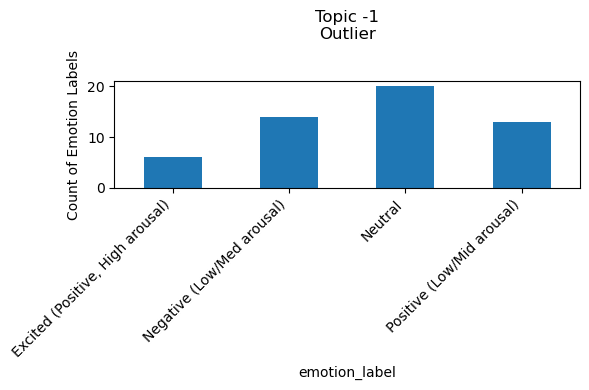 Topic -1
Outlier
Count of Emotion Labels
20
10
0
Excited (Positive, High arousal)
Negative (Low/Med arousal)
Neutral
Positive (Low/Mid arousal)
emotion_label